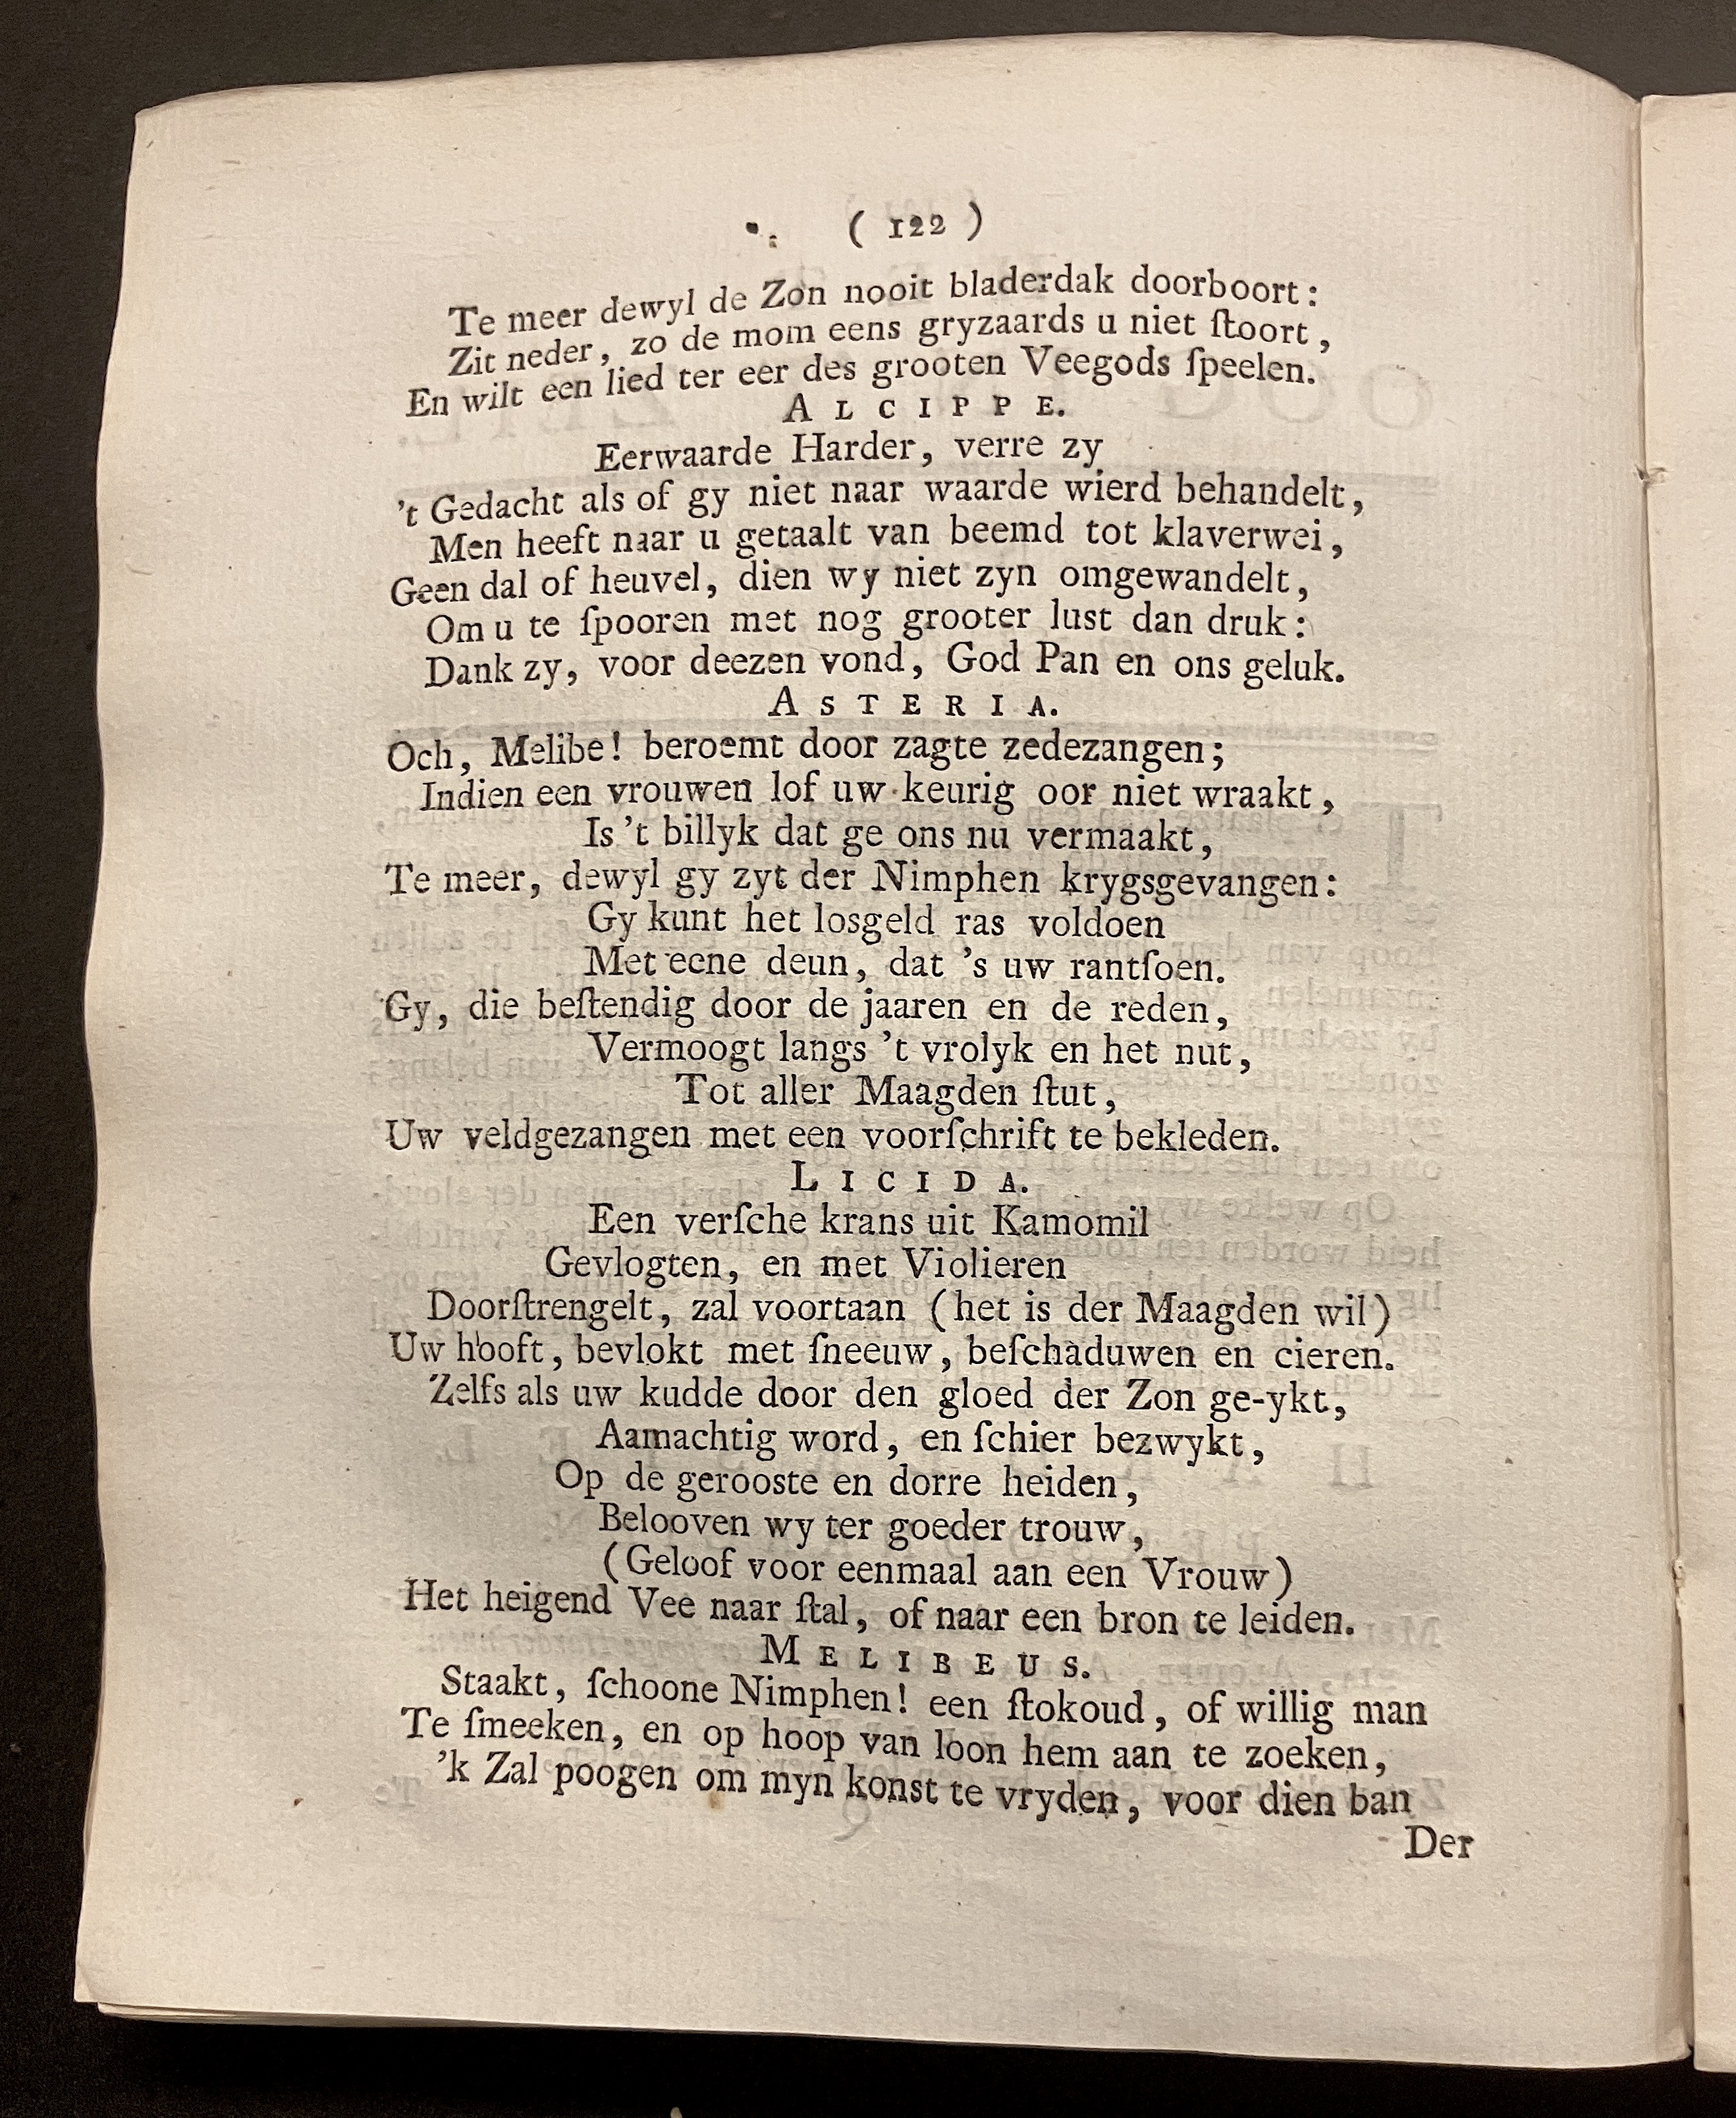 ( 122 )
Te meer dewyl de Zon nooit bladerdak doorboort:
Zit neder, zo de mom eens gryzaards u niet ſtoort,
En wilt een lied ter eer des grooten Veegods ſpeelen.
ALCIPPE.
Eerwaarde Harder, verre zy
't Gedacht als of gy niet naar waarde wierd behandelt,
Men heeft naar u getaalt van beemd tot klaverwei,
Geen dal of heuvel, dien wy niet zyn omgewandelt,
Om u te ſpooren met nog grooter lust dan druk:
Dank zy, voor deezen vond, God Pan en ons geluk.
ASTERIA.
Och, Melibe! beroemt door zagte zedezangen;
Indien een vrouwen lof uw keurig oor niet wraakt,
Is 't billyk dat ge ons nu vermaakt,
Te meer, dewyl gy zyt der Nimphen krygsgevangen:
Gy kunt het losgeld ras voldoen
Met eene deun, dat 's uw rantſoen.
Gy, die beſtendig door de jaaren en de reden,
Vermoogt langs 't vrolyk en het nut,
Tot aller Maagden ſtut,
Uw veldgezangen met een voorſchrift te bekleden.
LICIDA.
Een verſche krans uit Kamomil
Gevlogten, en met Violieren
Doorſtrengelt, zal voortaan (het is der Maagden wil)
Uw hooft, bevlokt met ſneeuw, beſchaduwen en cieren.
Zelfs als uw kudde door den gloed der Zon ge-ykt,
Aamachtig word, en ſchier bezwykt,
Op de gerooste en dorre heiden,
Belooven wy ter goeder trouw,
(Geloof voor eenmaal aan een Vrouw)
Het heigend Vee naar ſtal, of naar een bron te leiden.
MELIBEUS.
Staakt, ſchoone Nimphen! een ſtokoud, of willig man
Te ſmeeken, en op hoop van loon hem aan te zoeken,
'k Zal poogen om myn konst te vryden, voor dien ban
Der